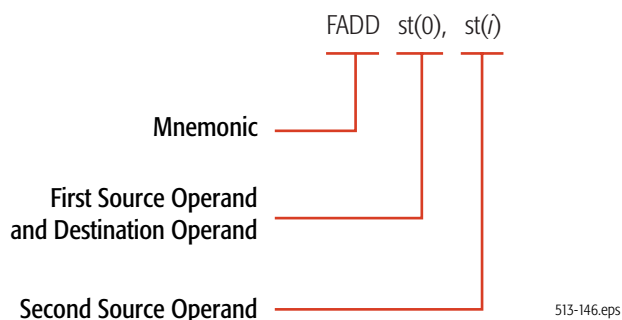 FADD st(0), st(i)
Mnemonic
First Source Operand
and Destination Operand
Second Source Operand
513-146.eps